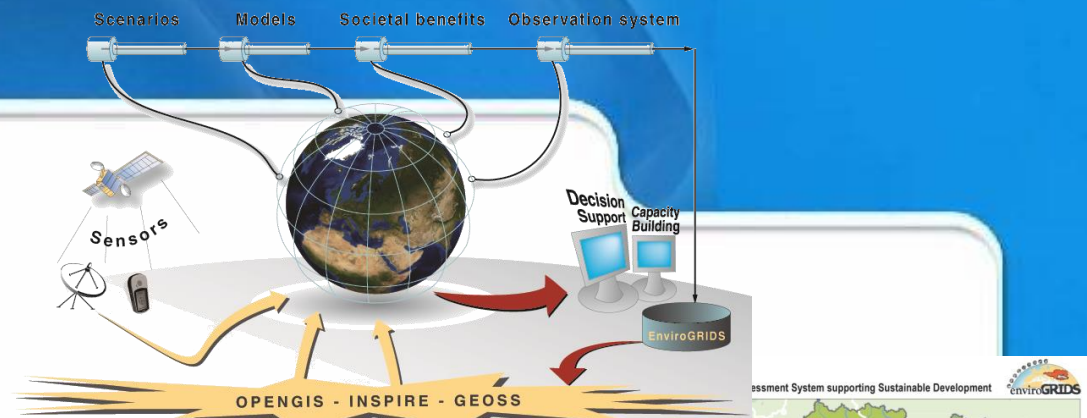 Scenarios Models Societal benefits Observation system
Sensors
Decision
Support
Capacity
Building
EnviroGRIDS
OPENGIS - INSPIRE - GEOSS
essment System supporting Sustainable Development
enviroGRIDS